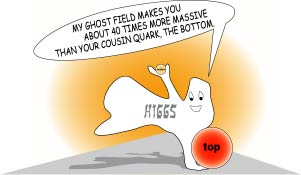 MY GHOST FIELD MAKES YOU
ABOUT 40 TIMES MORE MASSIVE
THAN YOUR COUSIN QUARK, THE BOTTOM.
HIGGS
top